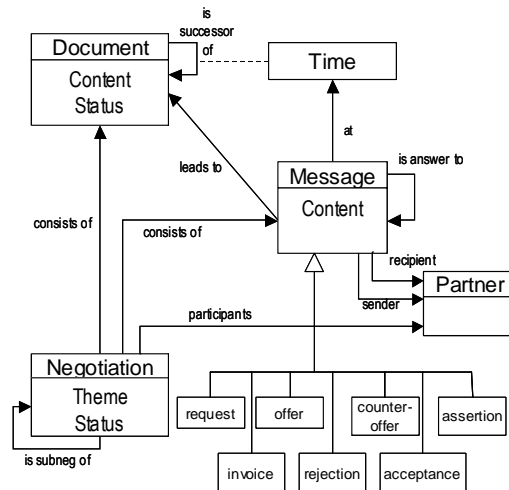 is
successor
of
Document
Content
Status
Time
at
leads to
is answer to
Message
Content
consists of
consists of
recipient
sender
Partner
participants
Negotiation
Theme
Status
is subneg of
request
offer
counter-
offer
assertion
invoice
rejection
acceptance